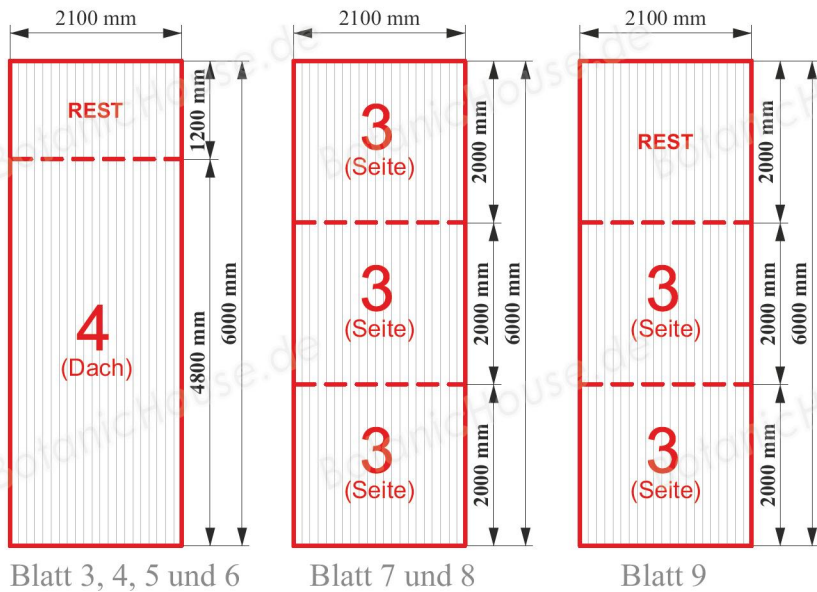 2100 mm
REST
1200 mm
4
(Dach)
4800 mm
6000 mm
Blatt 3, 4, 5 und 6
2100 mm
3
(Seite)
2000 mm
3
(Seite)
2000 mm
6000 mm
3
(Seite)
2000 mm
Blatt 7 und 8
2100 mm
REST
2000 mm
3
(Seite)
2000 mm
6000 mm
3
(Seite)
2000 mm
Blatt 9
BotanicHouse.de